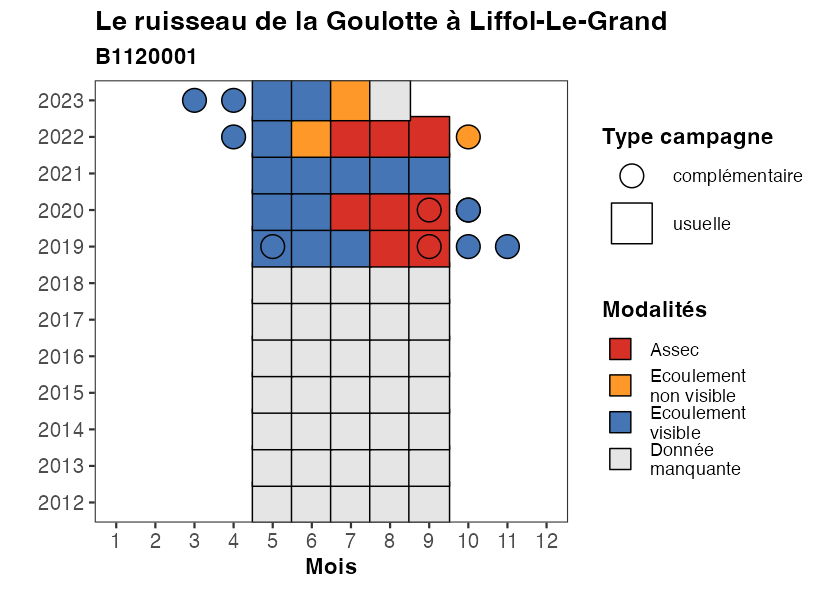 Le ruisseau de la Goulotte à Liffol-Le-Grand
B1120001
2023
2022
2021
2020
2019
2018
2017
2016
2015
2014
2013
2012
1 2 3 4 5 6 7 8 9 10 11 12
Mois
Type campagne
complémentaire
usuelle
Modalités
Assec
Ecoulement
non visible
Ecoulement
visible
Donnée
manquante